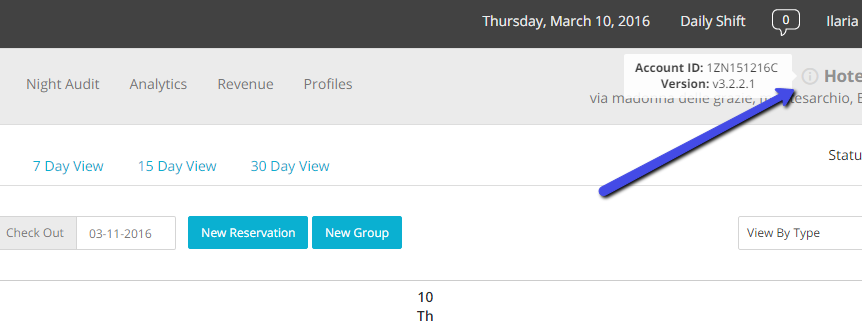 Thursday, March 10, 2016 Daily Shift 0 Ilaria
Night Audit Analytics Revenue Profiles
Account ID: 1ZN151216C
Version: v3.2.2.1
Hote
via madonna delle grazie,
7 Day View 15 Day View 30 Day View
Statu
Check Out 03-11-2016 New Reservation New Group View By Type
10
Th